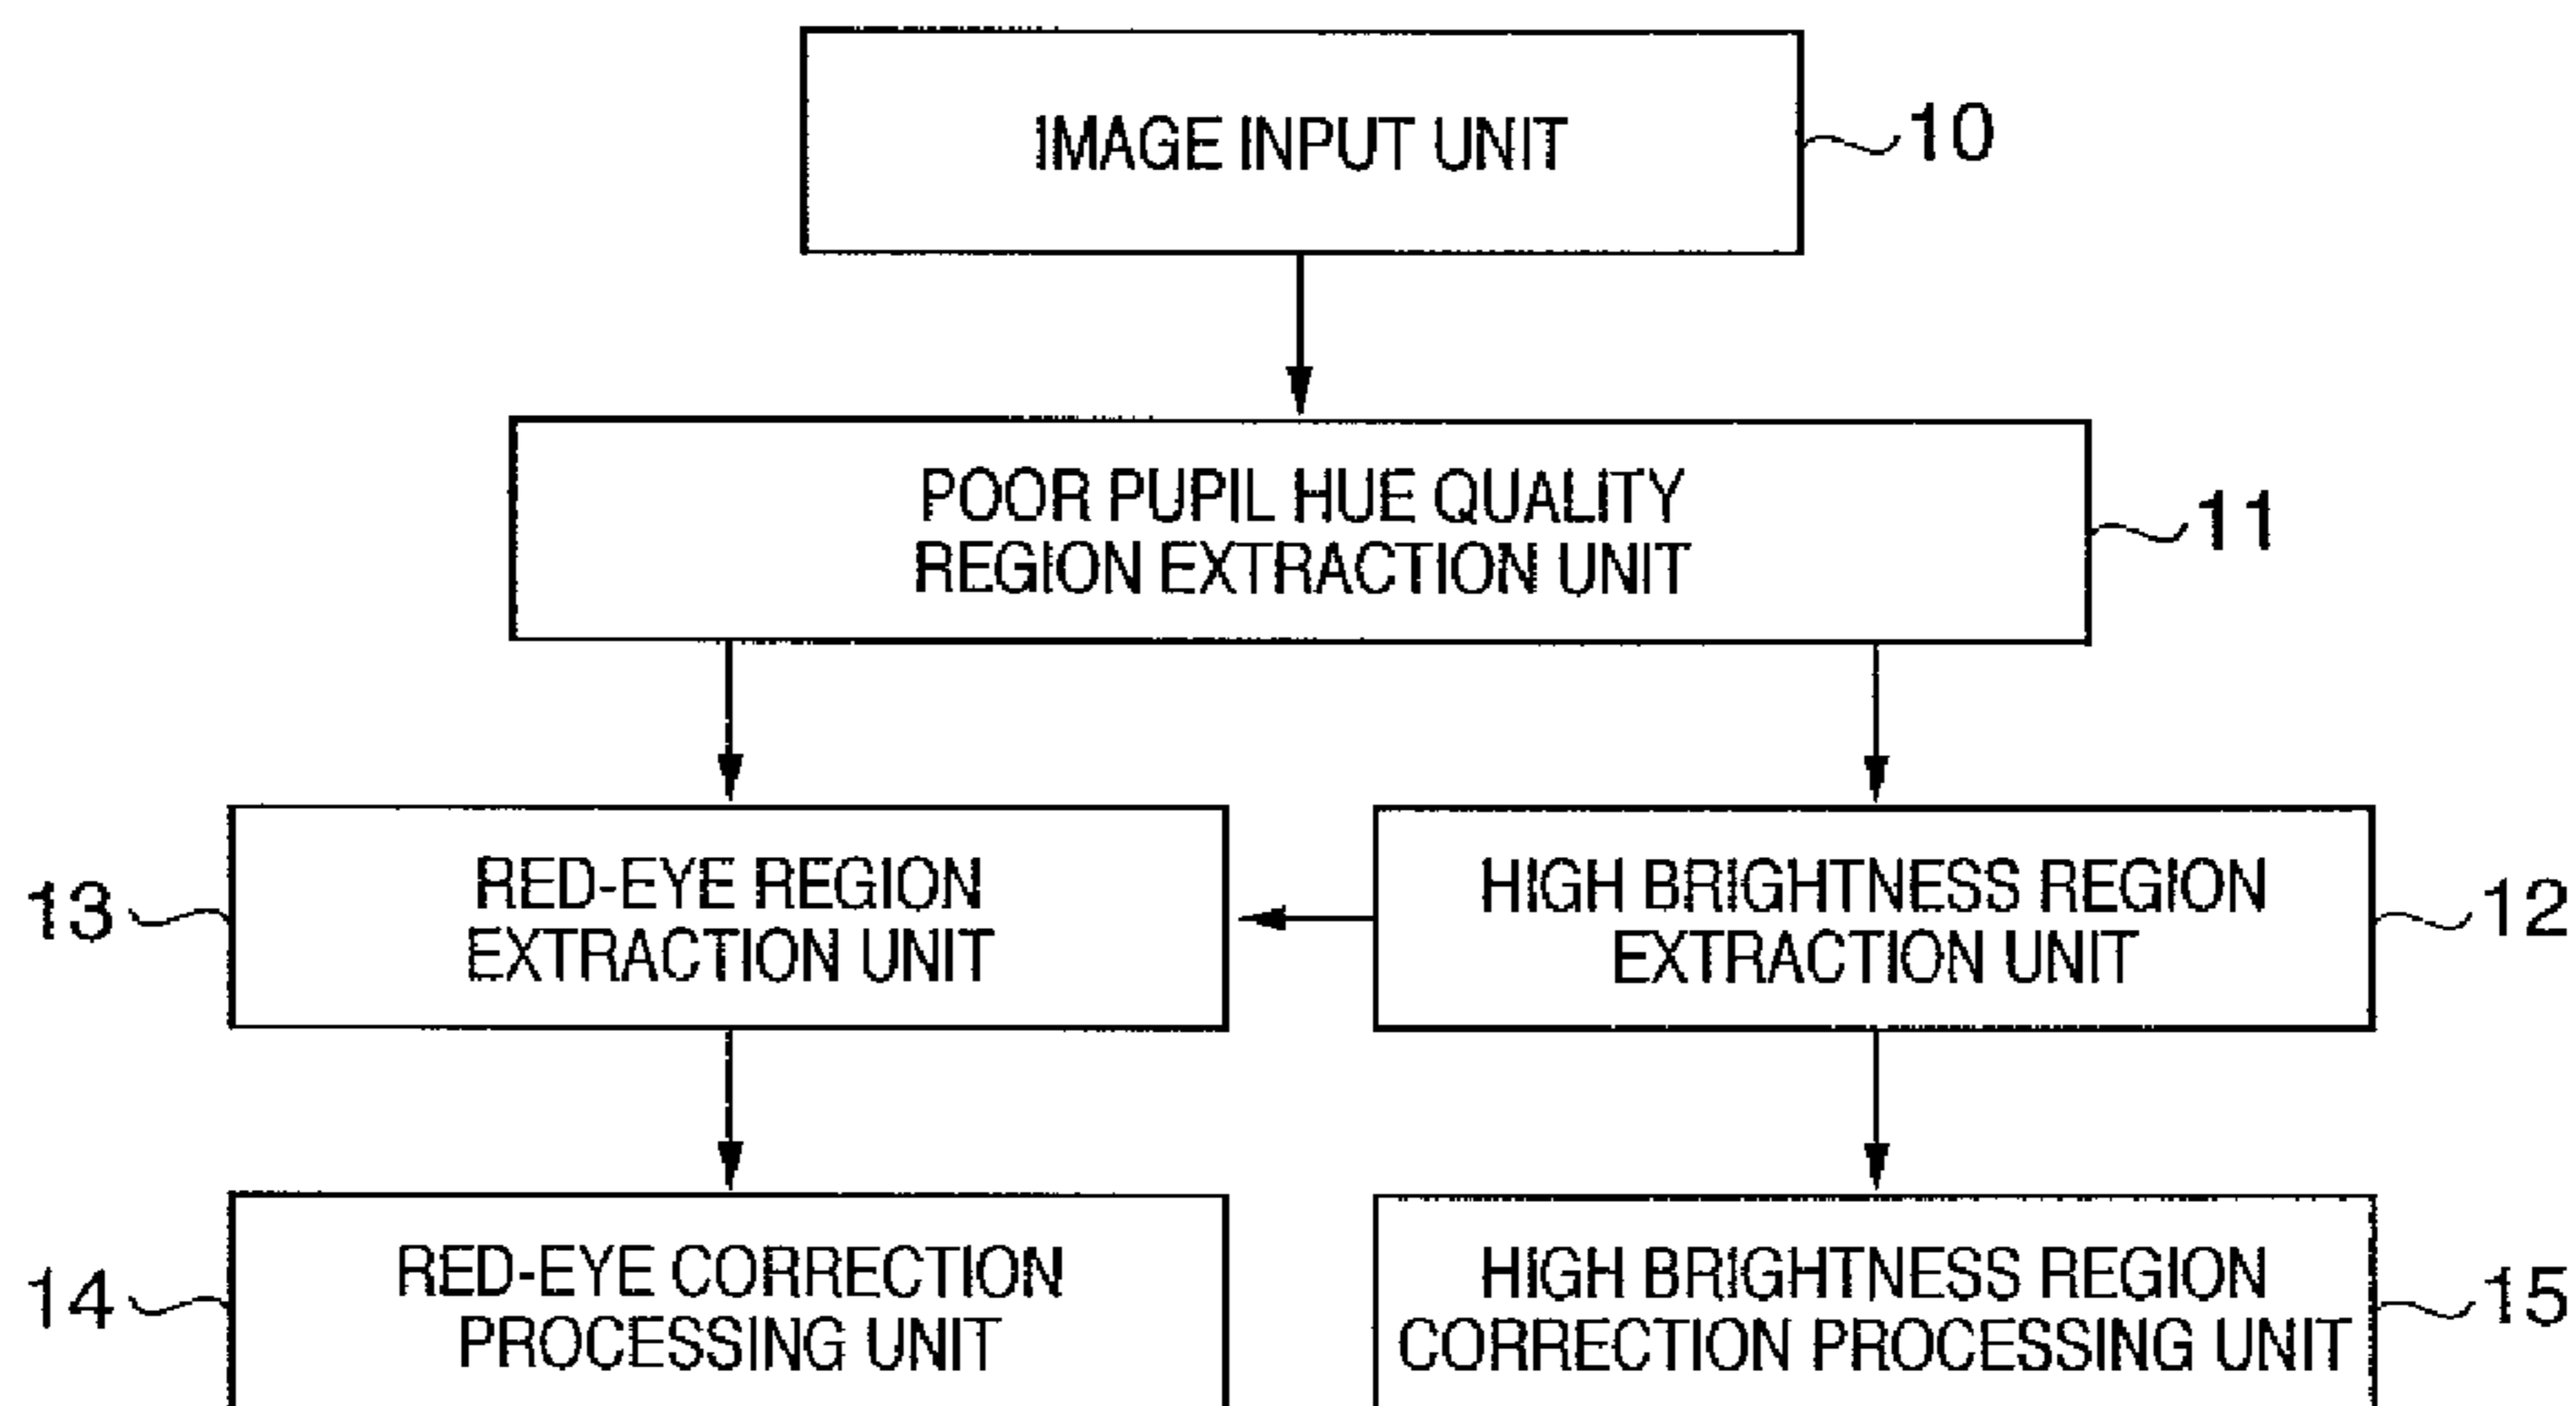 IMAGE INPUT UNIT
10
POOR PUPIL HUE QUALITY
REGION EXTRACTION UNIT
11
13
RED-EYE REGION
EXTRACTION UNIT
HIGH BRIGHTNESS REGION
EXTRACTION UNIT
12
14
RED-EYE CORRECTION
PROCESSING UNIT
HIGH BRIGHTNESS REGION
CORRECTION PROCESSING UNIT
15